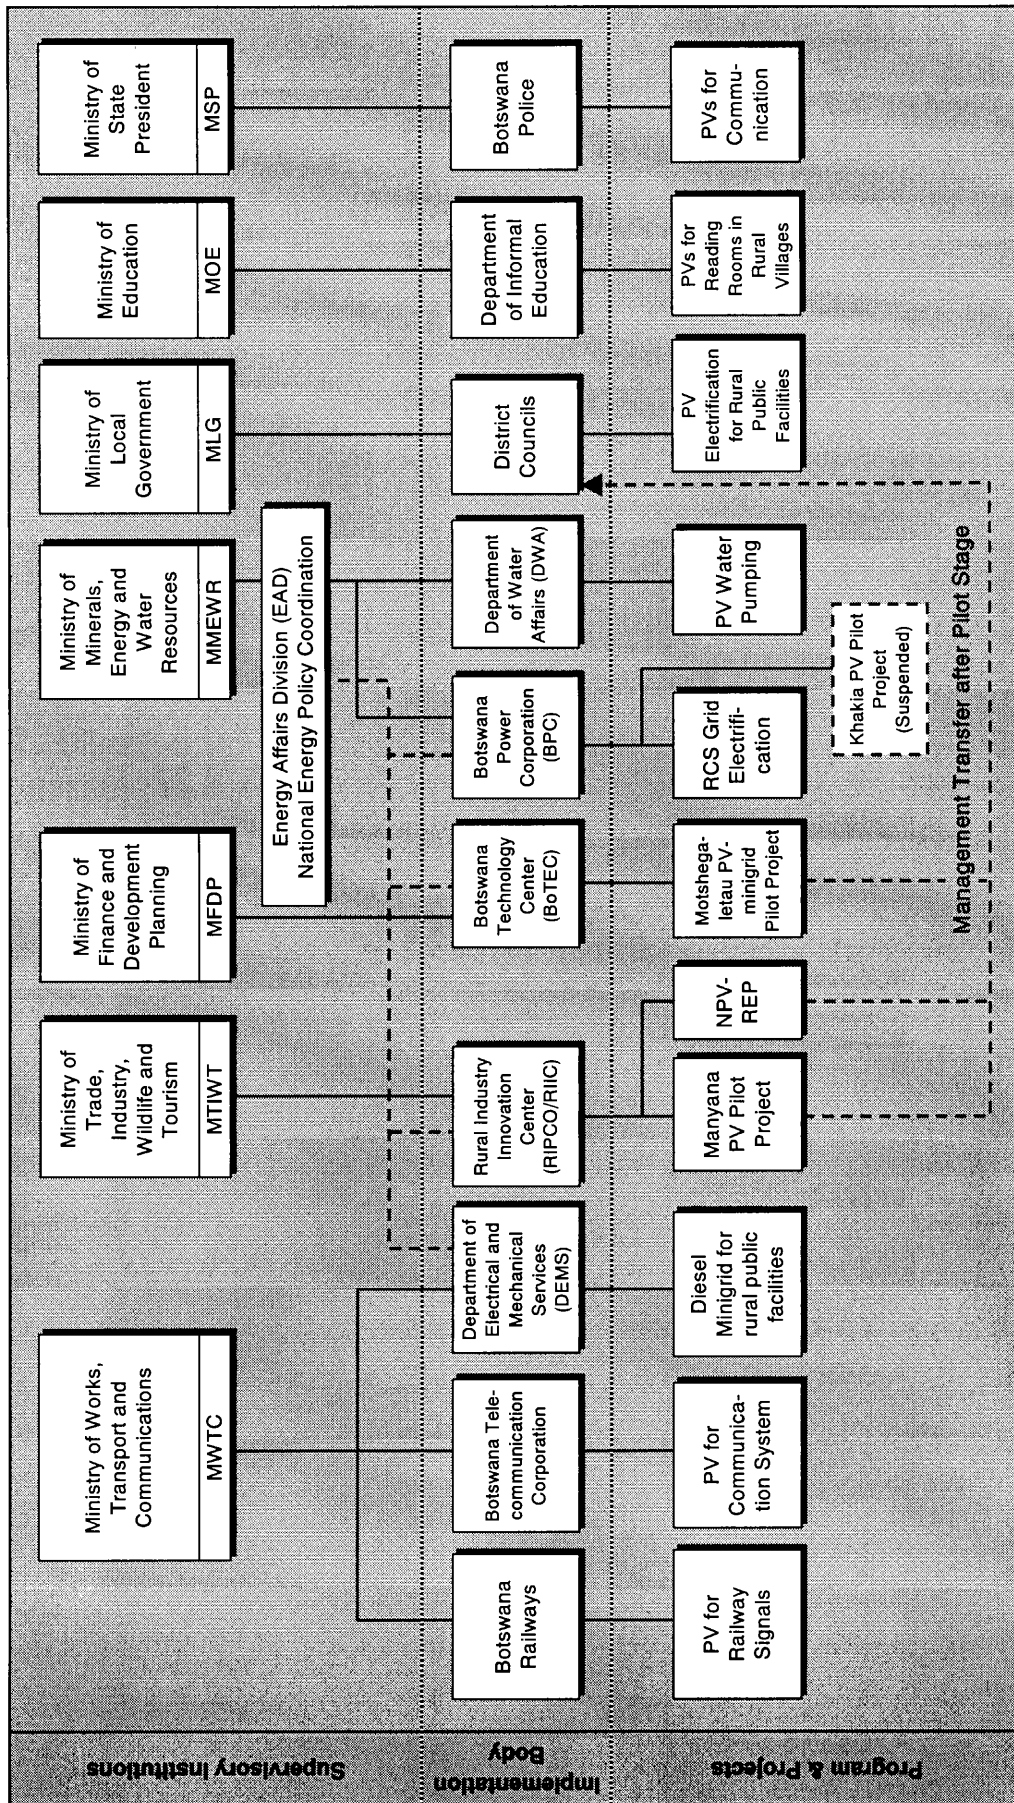 Supervisory Institutions
Ministry of Works,
Transport and
Communications
MWTC
Ministry of
Trade,
Industry,
Wildlife and
Tourism
MTIWT
Ministry of
Finance and
Development
Planning
MFDP
Ministry of
Minerals,
Energy and
Water
Resources
MMEWR
Ministry of
Local
Government
MLG
Ministry of
Education
MOE
Ministry of
State
President
MSP
Energy Affairs Division (EAD)
National Energy Policy Coordination
Implementation
Body
Botswana
Railways
Botswana Tele-
communication
Corporation
Department of
Electrical and
Mechanical
Services
(DEMS)
Rural Industry
Innovation
Center
(RIPCO/RIIC)
Botswana
Technology
Center
(BoTEC)
Botswana
Power
Corporation
(BPC)
Department
of Water
Affairs (DWA)
District
Councils
Department
of Informal
Education
Botswana
Police
Program & Projects
PV for
Railway
Signals
PV for
Communica-
tion System
Diesel
Minigrid for
rural public
facilities
Manyana
PV Pilot
Project
NPV-
REP
Motshega-
letau PV-
minigrid
Pilot Project
RCS Grid
Electrifi-
cation
PV Water
Pumping
PV
Electrification
for Rural
Public
Facilities
PVs for
Reading
Rooms in
Rural
Villages
PVs for
Commu-
nication
Khakia PV Pilot
Project
(Suspended)
Management Transfer after Pilot Stage